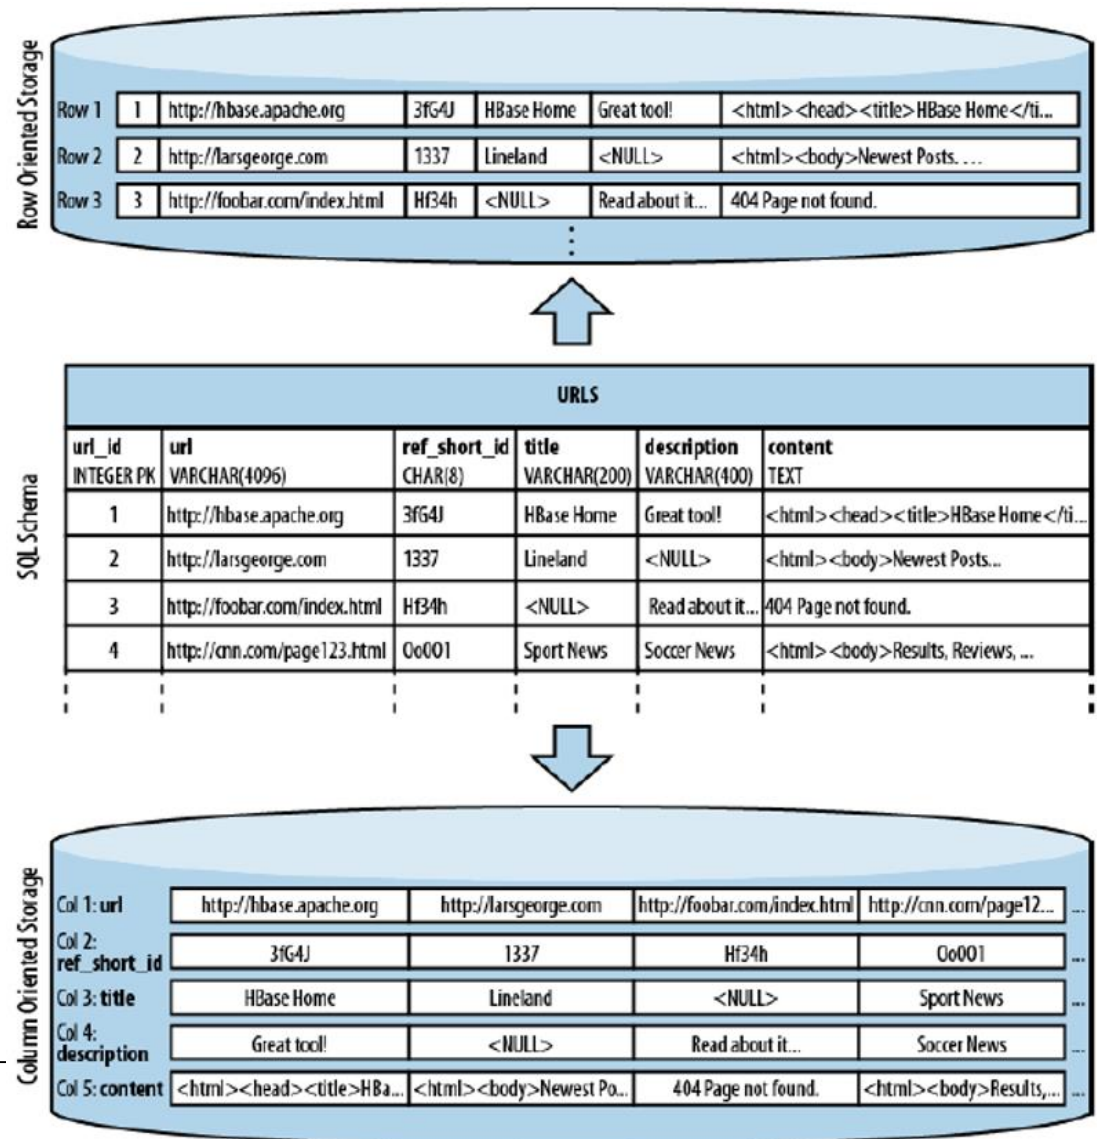 Row Oriented Storage
Row 1 1 http://hbase.apache.org 3fG4J HBase Home Great tool! <html><head><title>HBase Home</ti...
Row 2 2 http://larsgeorge.com 1337 Lineland <NULL> <html><body>Newest Posts. ...
Row 3 3 http://foobar.com/index.html Hf34h <NULL> Read about it... 404 Page not found.
SQL Schema
URLS
url_id url ref_short_id title description content
INTEGER PK VARCHAR(4096) CHAR(8) VARCHAR(200) VARCHAR(400) TEXT
1 http://hbase.apache.org 3fG4J HBase Home Great tool! <html><head><title>HBase Home</ti...
2 http://larsgeorge.com 1337 Lineland <NULL> <html><body>Newest Posts...
3 http://foobar.com/index.html Hf34h <NULL> Read about it... 404 Page not found.
4 http://cnn.com/page123.html Oo001 Sport News Soccer News <html><body>Results, Reviews, ...
Column Oriented Storage
Col 1: url http://hbase.apache.org http://larsgeorge.com http://foobar.com/index.html http://cnn.com/page12... ...
Col 2:
ref_short_id 3fG4J 1337 Hf34h Oo001 ...
Col 3: title HBase Home Lineland <NULL> Sport News ...
Col 4:
description Great tool! <NULL> Read about it... Soccer News ...
Col 5: content <html><head><title>HBa... <html><body>Newest Po... 404 Page not found. <html><body>Results,... ...